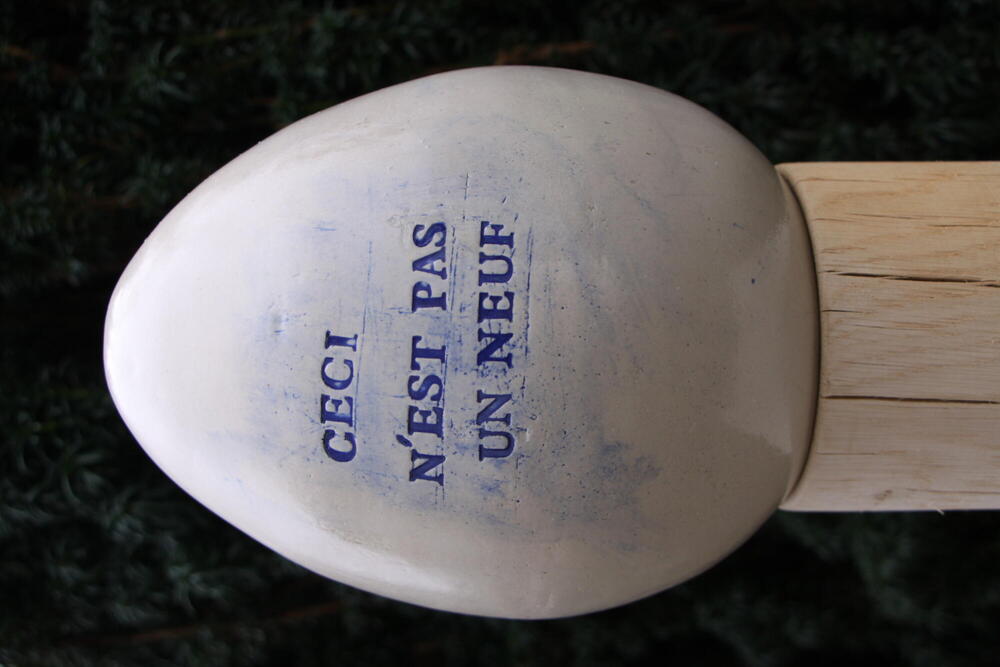 CECI
N'EST PAS
UN NEUF